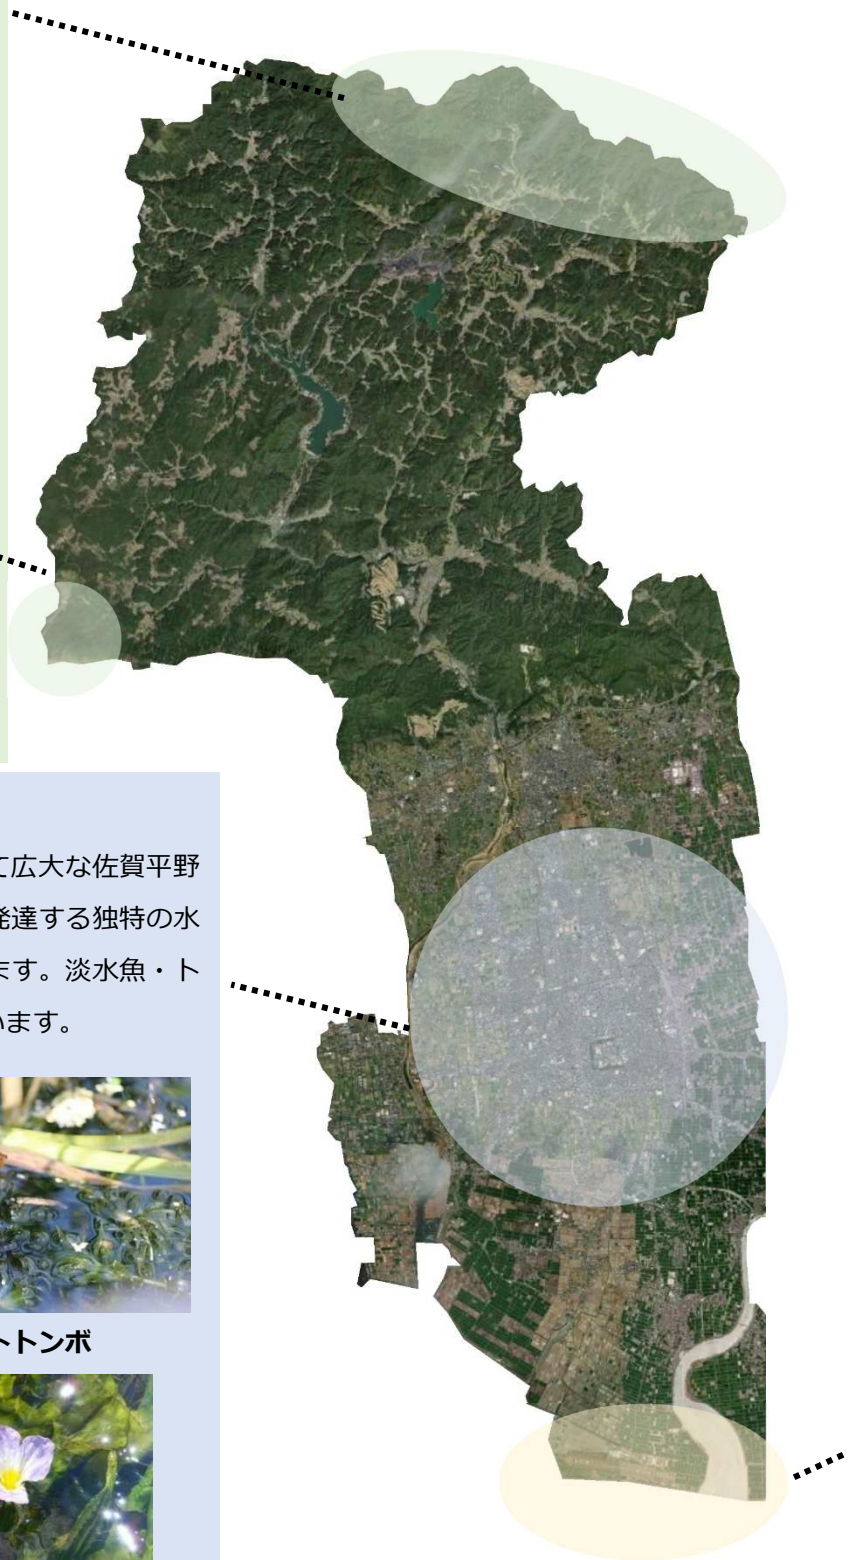 て広大な佐賀平野
発達する独特の水
ます。淡水魚・ト
います。
トトンボ